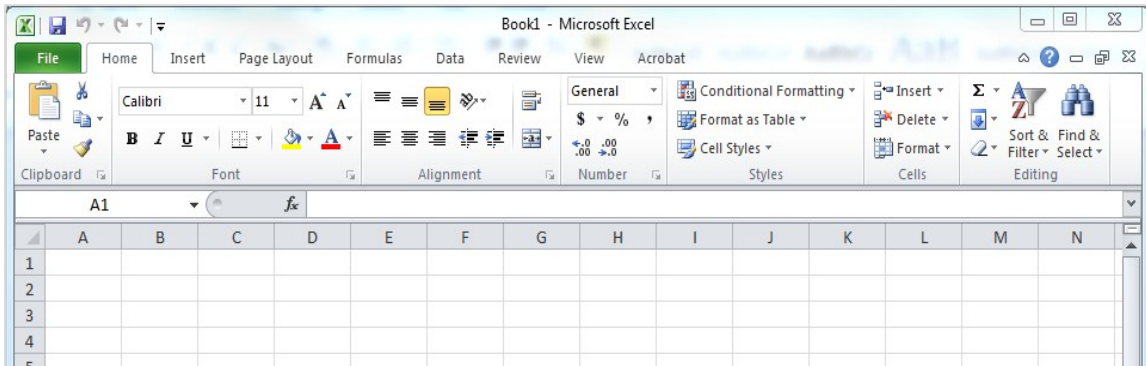 Book1 - Microsoft Excel
File Home Insert Page Layout Formulas Data Review View Acrobat
Calibri 11 A A General Conditional Formatting Insert Σ
Paste $ % , Format as Table Delete Sort & Find &
B I U A .00 .00 Cell Styles Format Filter Select
Clipboard Font Alignment Number Styles Cells Editing
A1 fx
A B C D E F G H I J K L M N
1
2
3
4